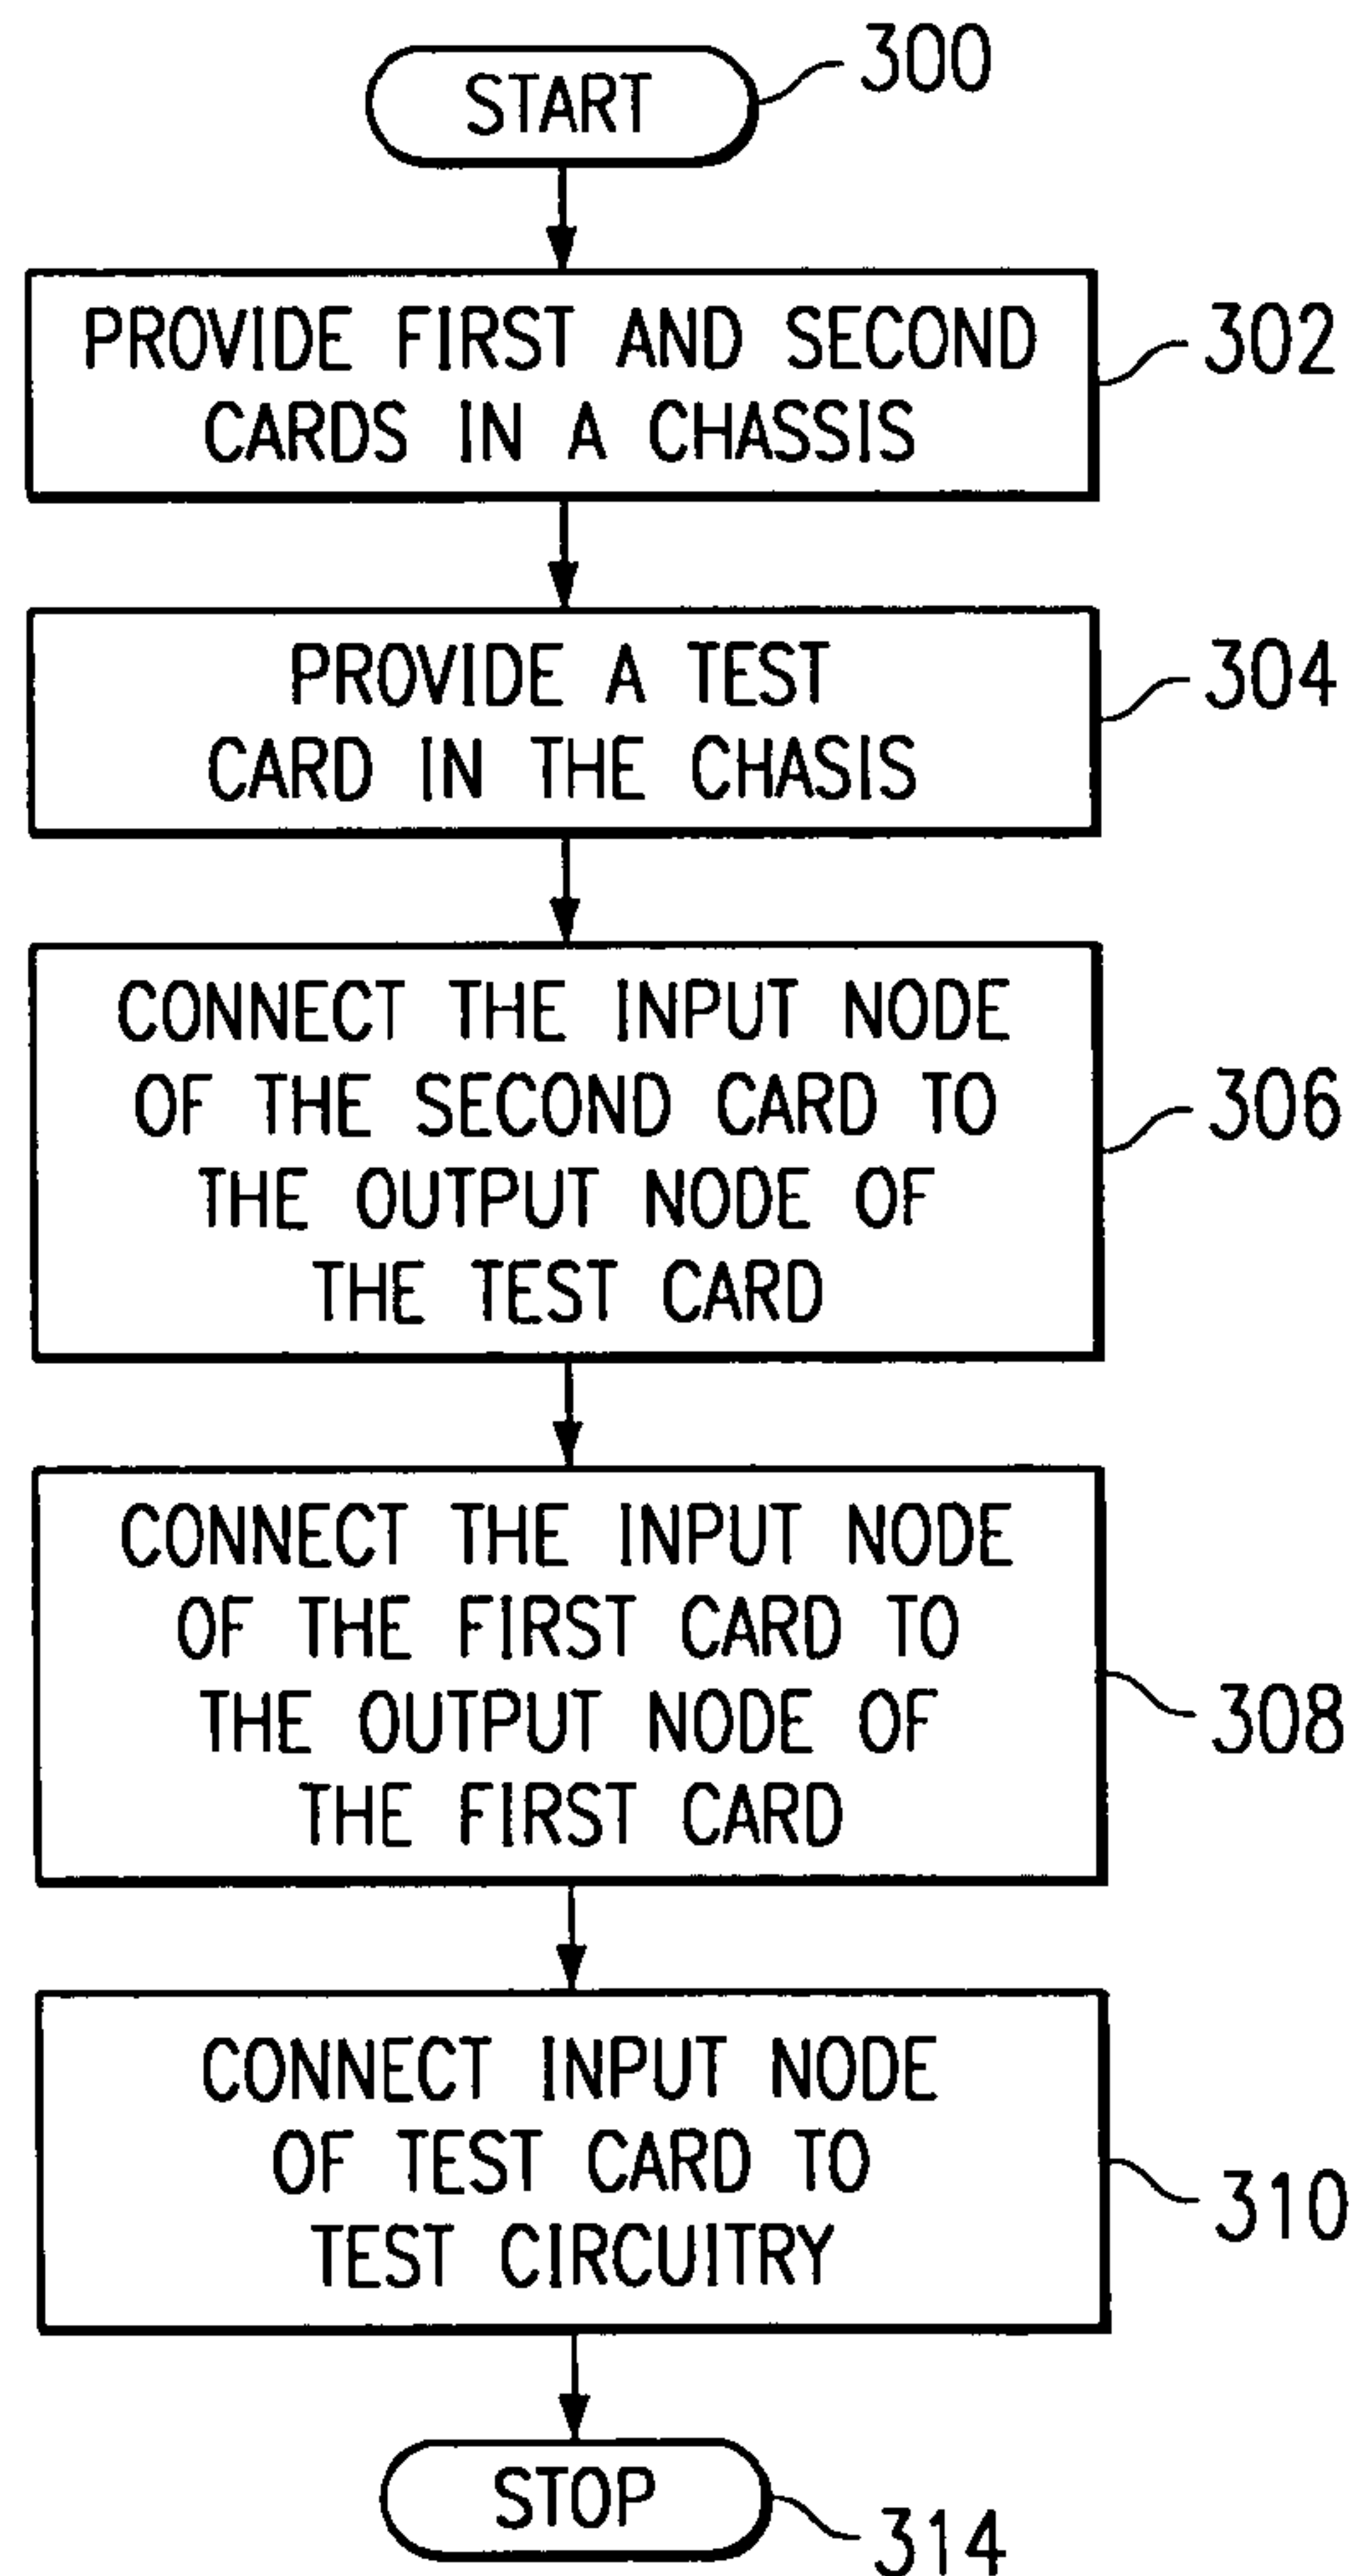 START
300
PROVIDE FIRST AND SECOND
CARDS IN A CHASSIS
302
PROVIDE A TEST
CARD IN THE CHASIS
304
CONNECT THE INPUT NODE
OF THE SECOND CARD TO
THE OUTPUT NODE OF
THE TEST CARD
306
CONNECT THE INPUT NODE
OF THE FIRST CARD TO
THE OUTPUT NODE OF
THE FIRST CARD
308
CONNECT INPUT NODE
OF TEST CARD TO
TEST CIRCUITRY
310
STOP
314